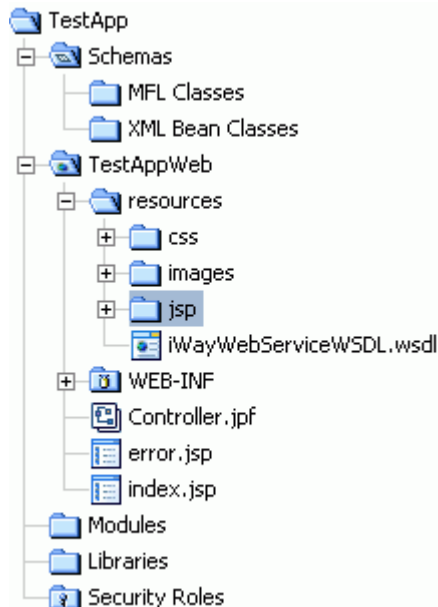 TestApp
Schemas
MFL Classes
XML Bean Classes
TestAppWeb
resources
css
images
jsp
iWayWebServiceWSDL.wsdl
WEB-INF
Controller.jpf
error.jsp
index.jsp
Modules
Libraries
Security Roles